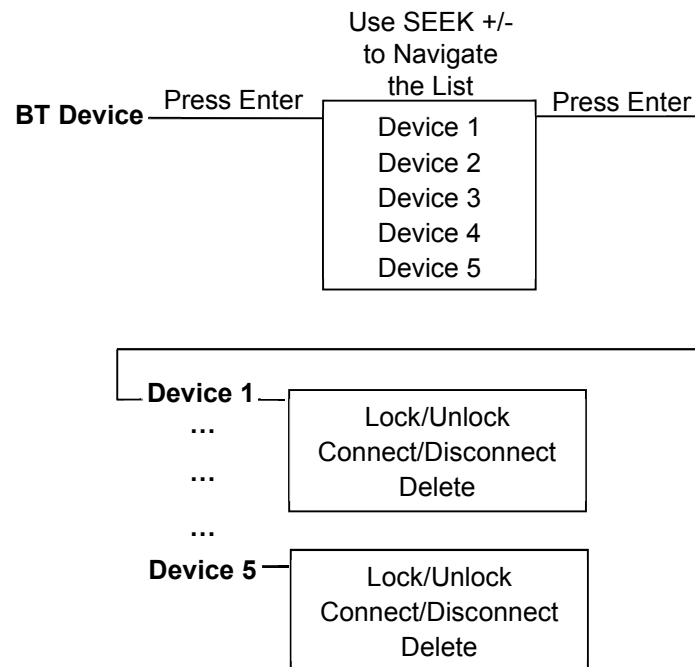 Use SEEK +/-
to Navigate
the List
BT Device
Press Enter
Device 1
Device 2
Device 3
Device 4
Device 5
Press Enter
Device 1
...
...
...
Device 5
Lock/Unlock
Connect/Disconnect
Delete
Lock/Unlock
Connect/Disconnect
Delete